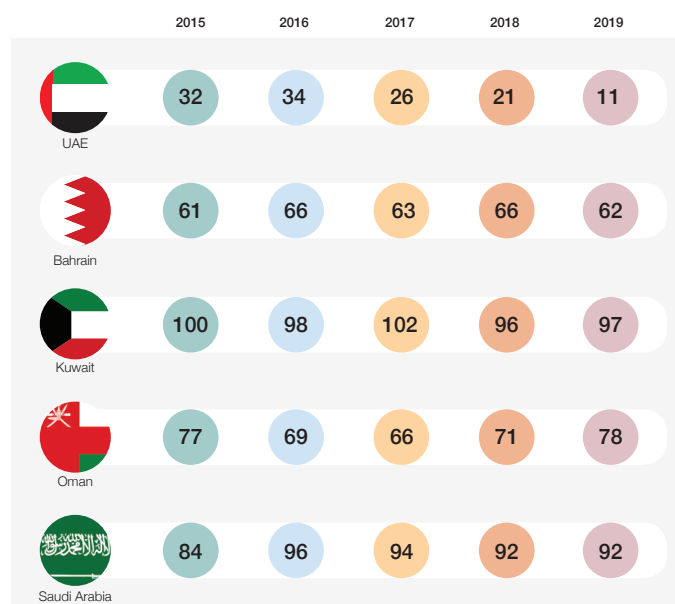 2015 2016 2017 2018 2019
32 34 26 21 11
UAE
61 66 63 66 62
Bahrain
100 98 102 96 97
Kuwait
77 69 66 71 78
Oman
84 96 94 92 92
Saudi Arabia